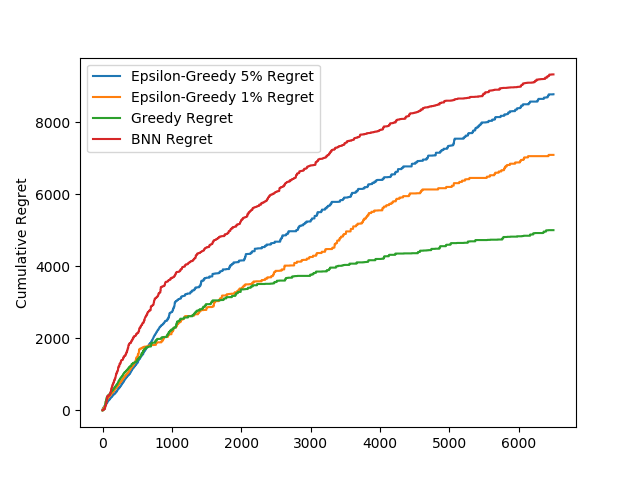 Epsilon-Greedy 5% Regret
Epsilon-Greedy 1% Regret
Greedy Regret
BNN Regret
Cumulative Regret
8000
6000
4000
2000
0
0 1000 2000 3000 4000 5000 6000